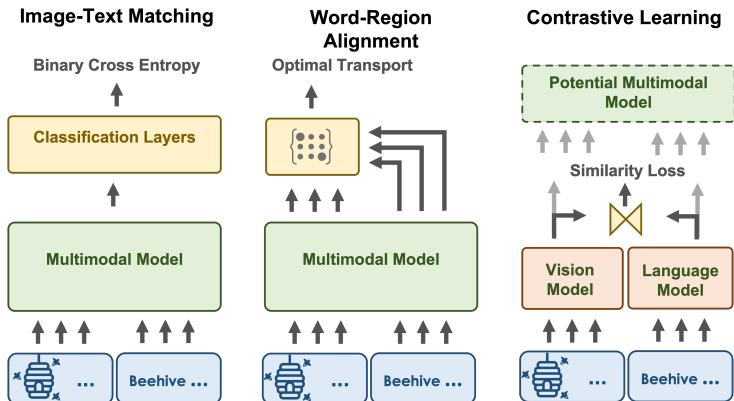 Image-Text Matching
Binary Cross Entropy
Classification Layers
Multimodal Model
...
Beehive ...
Word-Region
Alignment
Optimal Transport
Multimodal Model
...
Beehive ...
Contrastive Learning
Potential Multimodal
Model
Similarity Loss
Vision
Model
Language
Model
...
Beehive ...